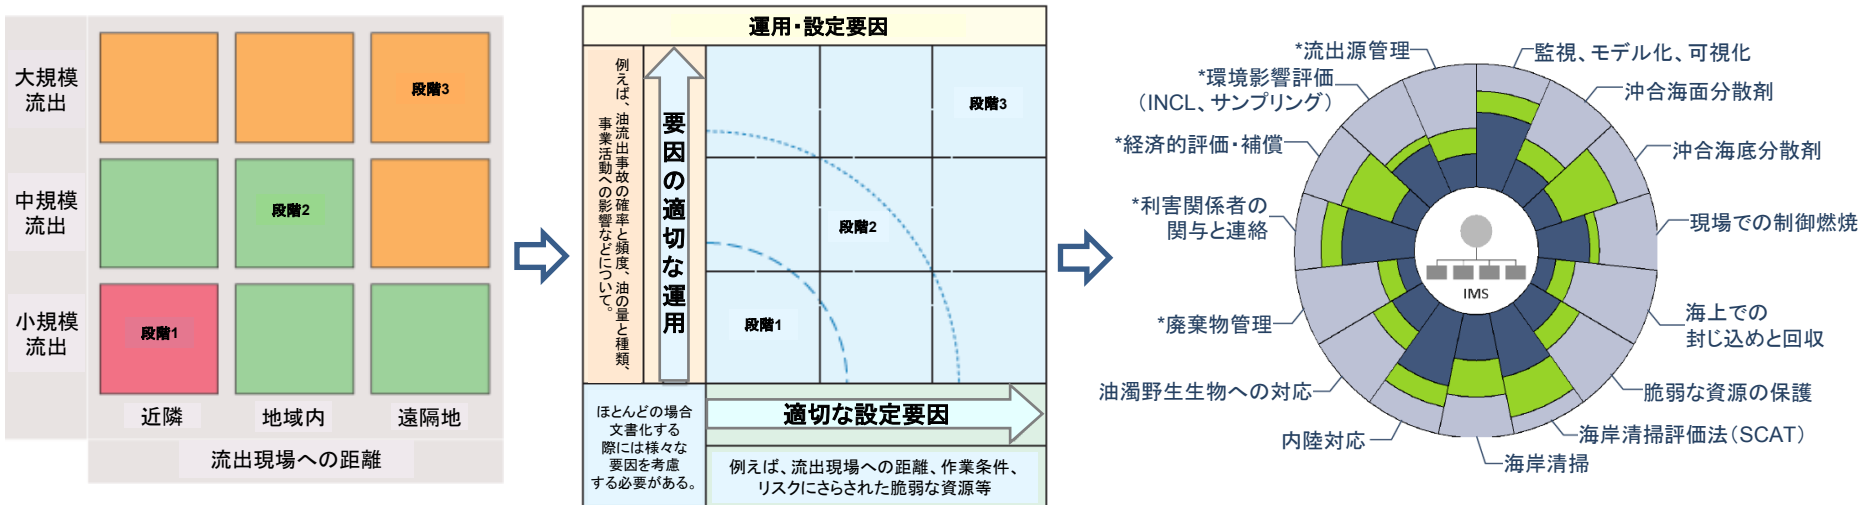 大規模
流出
中規模
流出
小規模
流出
段階3
段階2
段階1
近隣
地域内
遠隔地
流出現場への距離
運用・設定要因
例えば、油流出事故の確率と頻度、油の量と種類、
事業活動への影響などについて。
要因の適切な運用
段階3
段階2
段階1
ほとんどの場合
文書化する
際には様々な
要因を考慮
する必要がある。
適切な設定要因
例えば、流出現場への距離、作業条件、
リスクにさらされた脆弱な資源等
*流出源管理
*環境影響評価
（INCL、サンプリング）
*経済的評価・補償
*利害関係者の
関与と連絡
*廃棄物管理
油濁野生生物への対応
内陸対応
海岸清掃
海岸清掃評価法（SCAT）
脆弱な資源の保護
海上での
封じ込めと回収
現場での制御燃焼
沖合海底分散剤
沖合海面分散剤
監視、モデル化、可視化
IMS